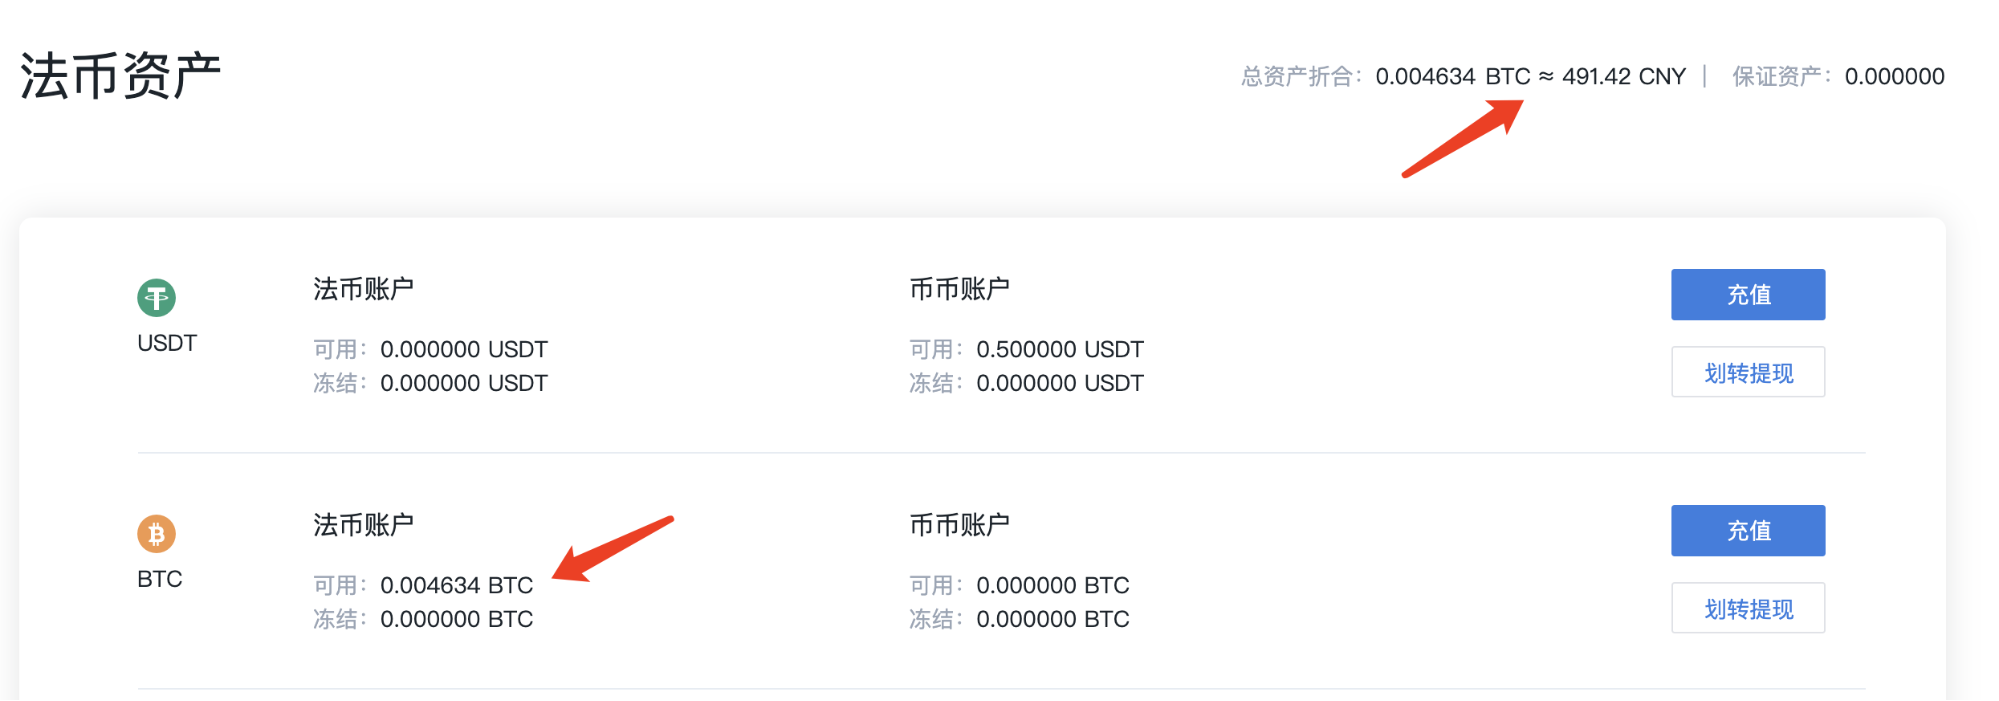 法币资产
总资产折合：0.004634 BTC ≈ 491.42 CNY | 保证资产：0.000000
USDT
法币账户
可用：0.000000 USDT
冻结：0.000000 USDT
币币账户
可用：0.500000 USDT
冻结：0.000000 USDT
充值
划转提现
BTC
法币账户
可用：0.004634 BTC
冻结：0.000000 BTC
币币账户
可用：0.000000 BTC
冻结：0.000000 BTC
充值
划转提现